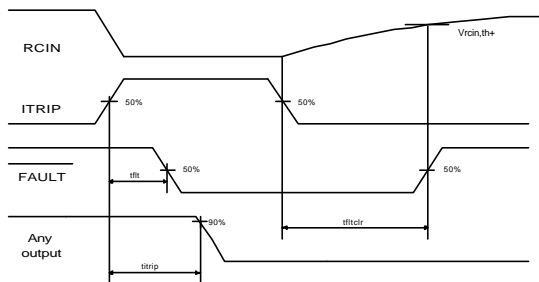 RCIN
Vrcin,th+
ITRIP
50%
50%
FAULT
tflt
50%
50%
Any
output
90%
tfltclr
titrip